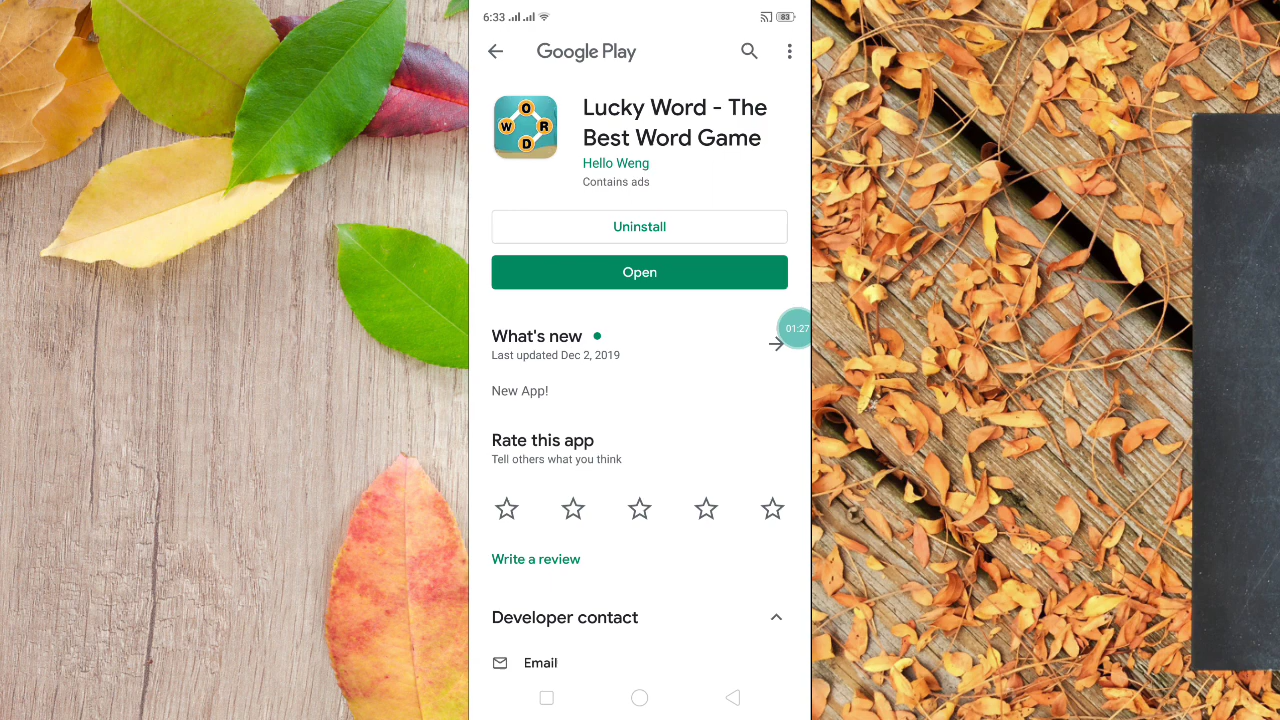 6:33
83
Google Play
Lucky Word - The
Best Word Game
W O R D
Hello Weng
Contains ads
Uninstall
Open
What's new
Last updated Dec 2, 2019
01:27
New App!
Rate this app
Tell others what you think
Write a review
Developer contact
Email